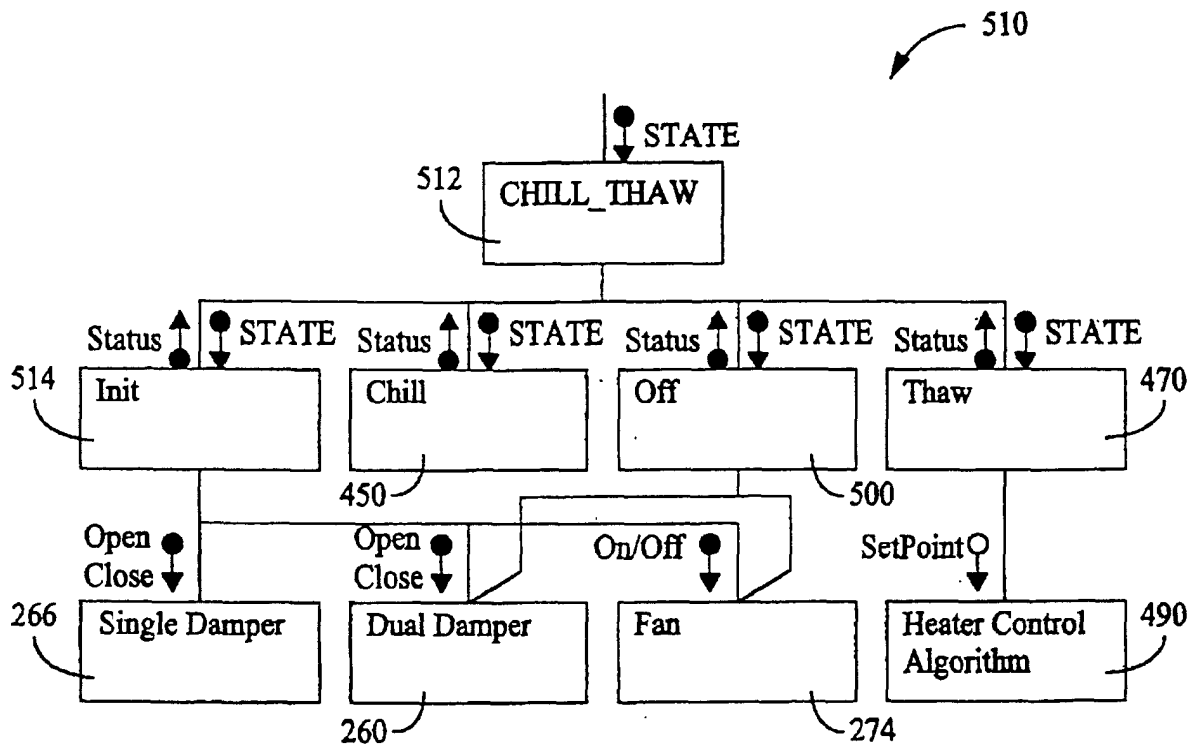 510
STATE
512
CHILL_THAW
Status
STATE
Status
STATE
Status
STATE
Status
STATE
514
Init
Chill
Off
Thaw
470
450
500
Open
Close
Open
Close
On/Off
SetPoint
266
Single Damper
Dual Damper
Fan
Heater Control
Algorithm
490
260
274